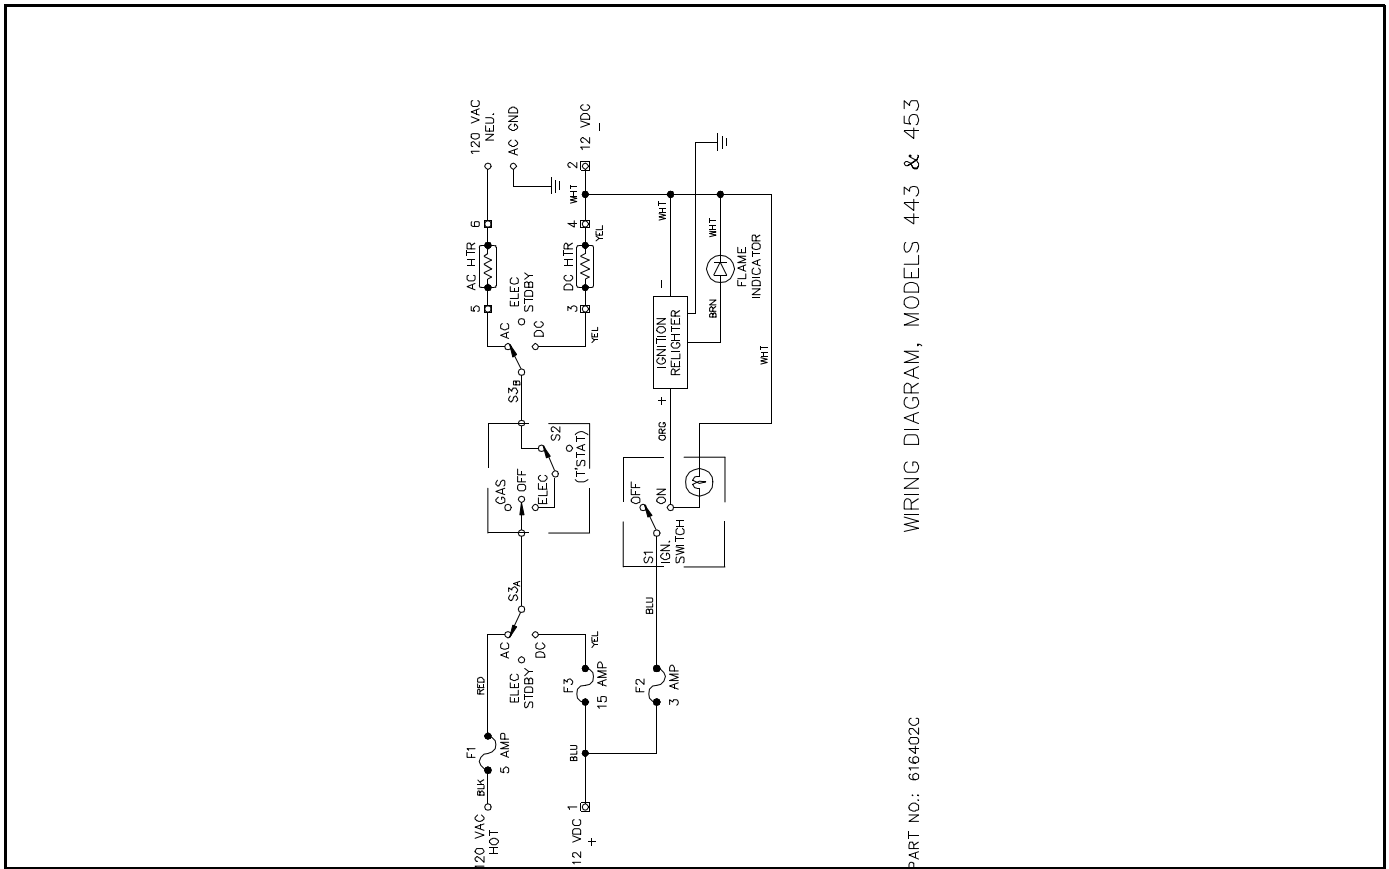 120 VAC
NEU.
AC GND
12 VDC
–
2
WHT
6
4
YEL
AC HTR
DC HTR
5
3
ELEC
STDBY
AC
DC
YEL
S3B
WHT
WHT
FLAME
INDICATOR
BRN
–
IGNITION
RELIGHTER
+
ORG
WHT
S2
(T'STAT)
GAS
OFF
ELEC
OFF
ON
S1
IGN.
SWITCH
S3A
BLU
AC
DC
ELEC
STDBY
YEL
RED
F3
15 AMP
F2
3 AMP
F1
5 AMP
BLU
BLK
1
120 VAC
HOT
12 VDC
+
WIRING DIAGRAM, MODELS 443 & 453
PART NO.: 616402C